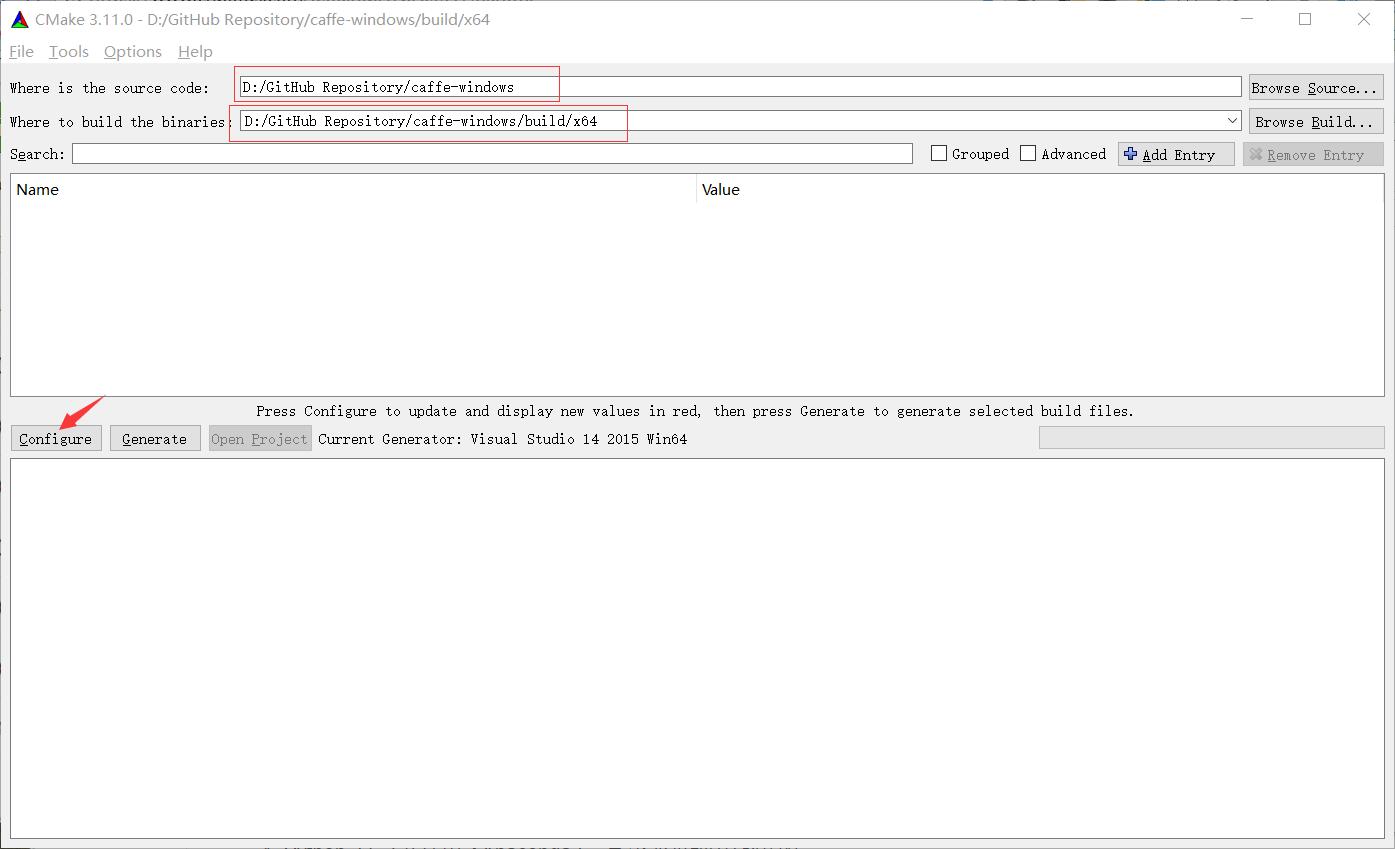 CMake 3.11.0 - D:/GitHub Repository/caffe-windows/build/x64
File Tools Options Help
Where is the source code: D:/GitHub Repository/caffe-windows Browse Source...
Where to build the binaries: D:/GitHub Repository/caffe-windows/build/x64 Browse Build...
Search: Grouped Advanced Add Entry Remove Entry
Name Value
Press Configure to update and display new values in red, then press Generate to generate selected build files.
Configure Generate Open Project Current Generator: Visual Studio 14 2015 Win64